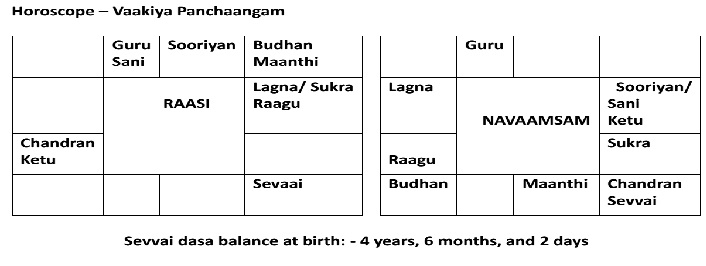 Horoscope – Vaakiya Panchaangam
Guru Sooriyan Budhan
Sani Maanthi
Lagna/ Sukra
RAASI Raagu
Chandran
Ketu
Sevaai
Guru
Lagna Sooriyan/
Sani
NAVAAMSAM Ketu
Sukra
Raagu
Budhan Maanthi Chandran
Sevvai
Sevvai dasa balance at birth: - 4 years, 6 months, and 2 days